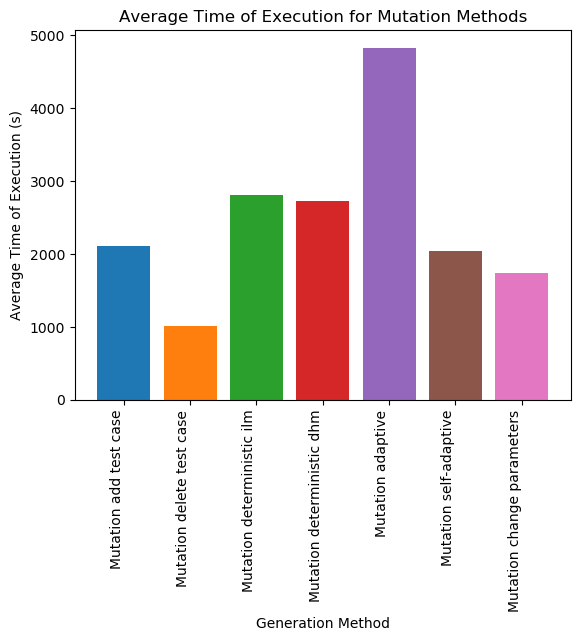 Average Time of Execution for Mutation Methods
Average Time of Execution (s)
5000
4000
3000
2000
1000
0
Mutation add test case
Mutation delete test case
Mutation deterministic ilm
Mutation deterministic dhm
Mutation adaptive
Mutation self-adaptive
Mutation change parameters
Generation Method